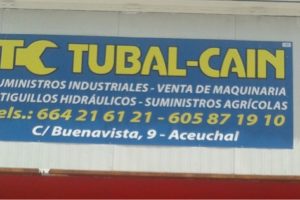 TC TUBAL-CAIN
UMINISTROS INDUSTRIALES - VENTA DE MAQUINARIA
TIGUILLOS HIDRÁULICOS - SUMINISTROS AGRÍCOLAS
els.: 664 21 61 21 - 605 87 19 10
C/ Buenavista, 9 - Aceuchal